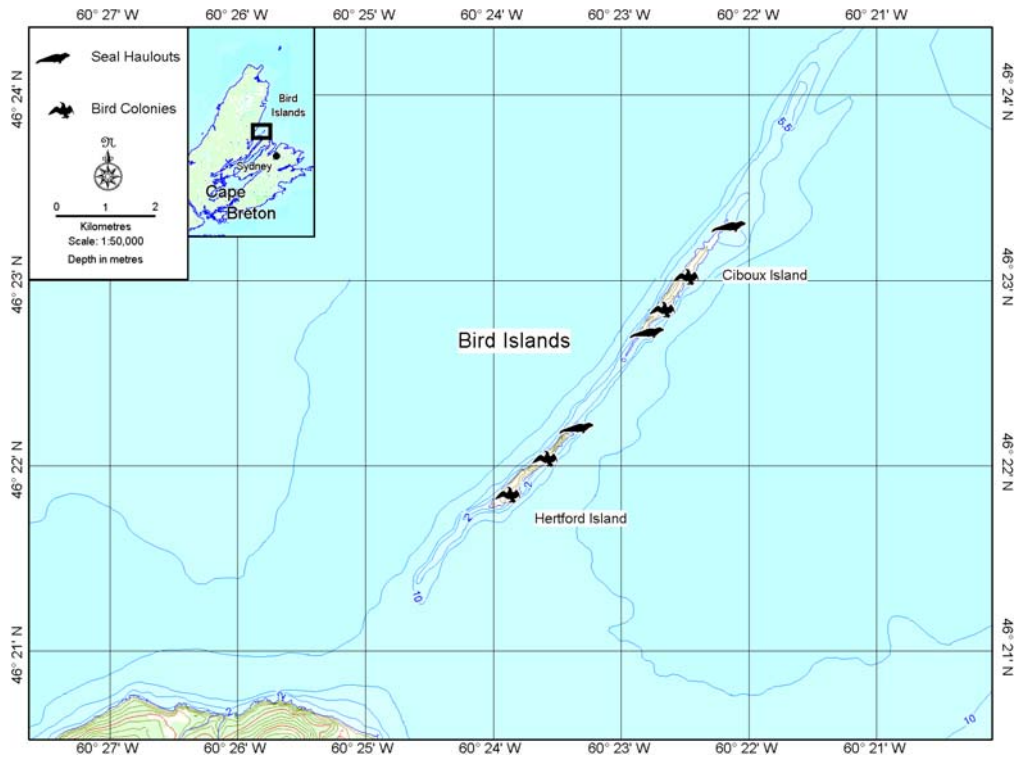 60° 27' W 60° 26' W 60° 25' W 60° 24' W 60° 23' W 60° 22' W 60° 21' W
Seal Haulouts
Bird Colonies
N
0 1 2
Kilometres
Scale: 1:50,000
Depth in metres
Bird
Islands
Sydney
Cape
Breton
46° 24' N
46° 24' N
5.5
46° 23' N
46° 23' N
Ciboux Island
Bird Islands
46° 22' N
46° 22' N
2
2
Hertford Island
10
46° 21' N
46° 21' N
2
10
60° 27' W 60° 26' W 60° 25' W 60° 24' W 60° 23' W 60° 22' W 60° 21' W